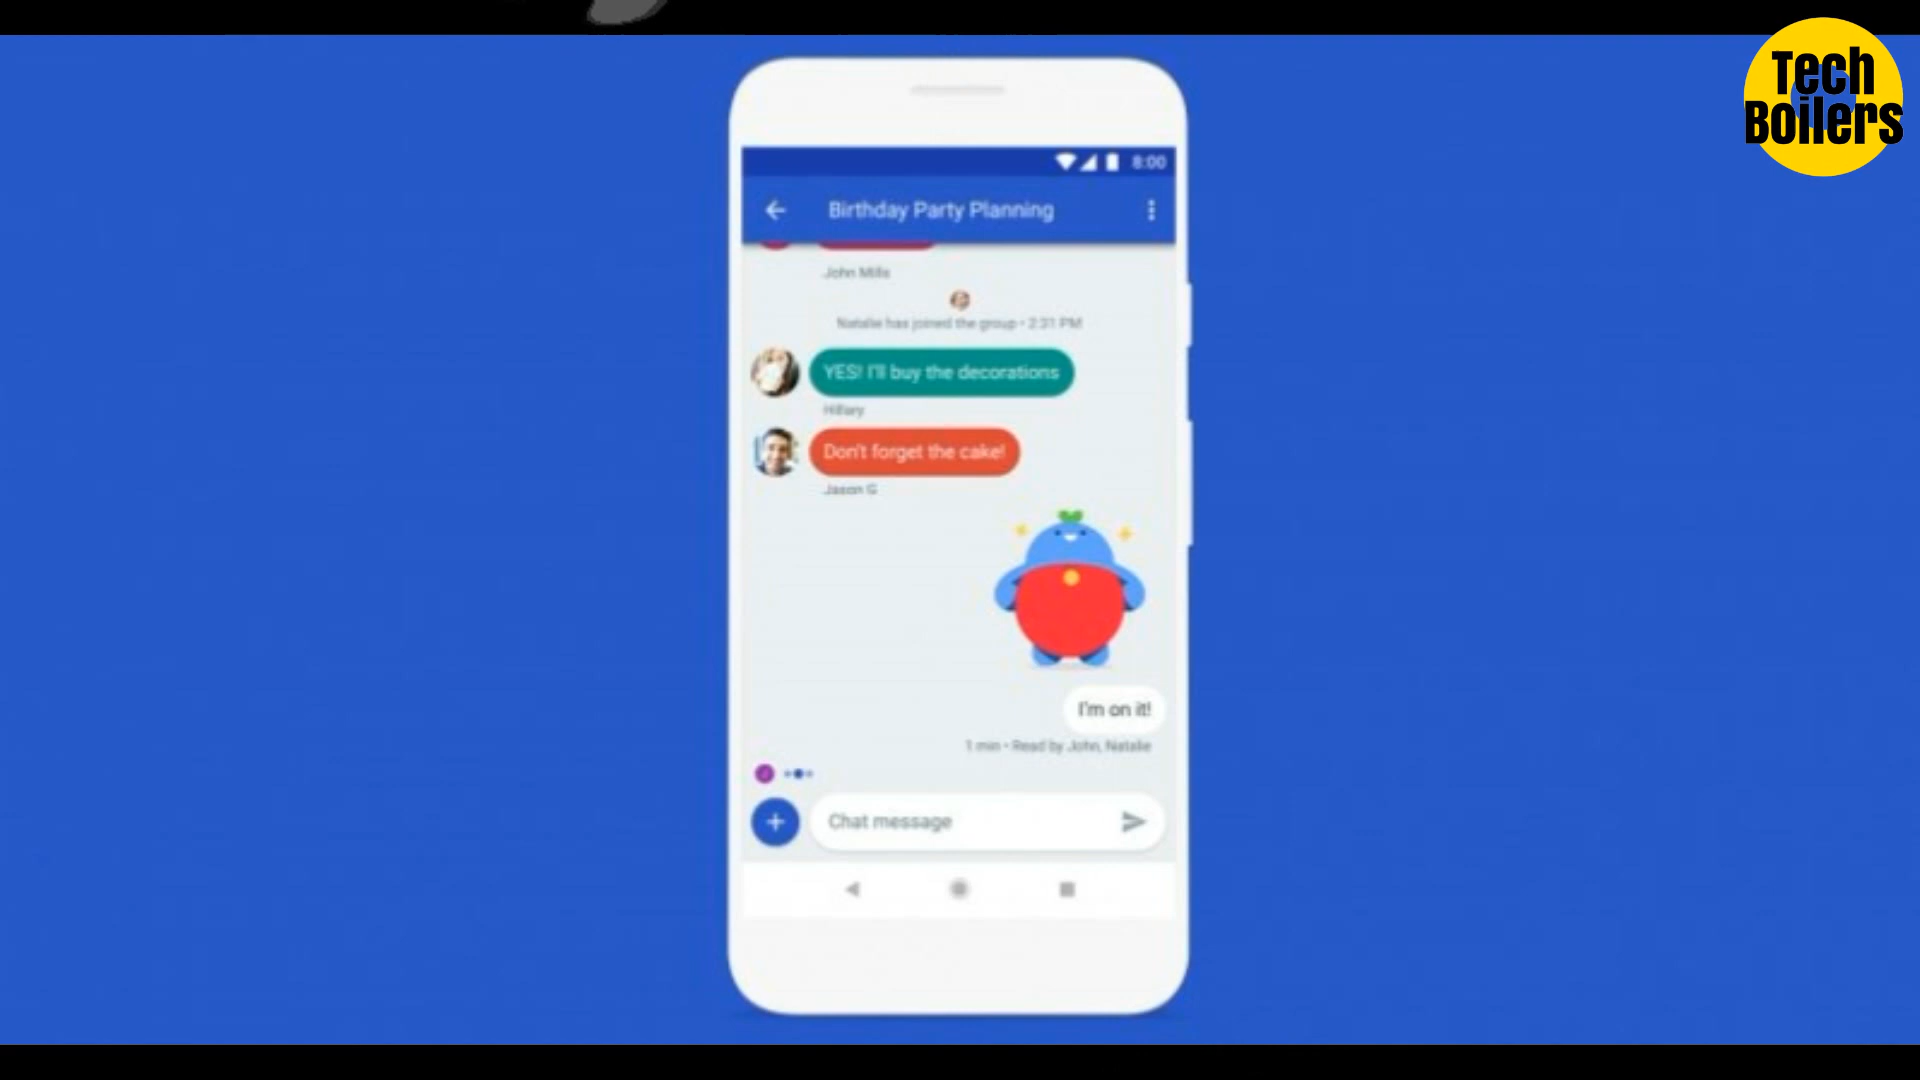 Tech
Boilers
8:00
Birthday Party Planning
John Mills
Natalie has joined the group • 2:31 PM
YES! I'll buy the decorations
Hillary
Don't forget the cake!
Jason G
I'm on it!
1 min • Read by John, Natalie
Chat message